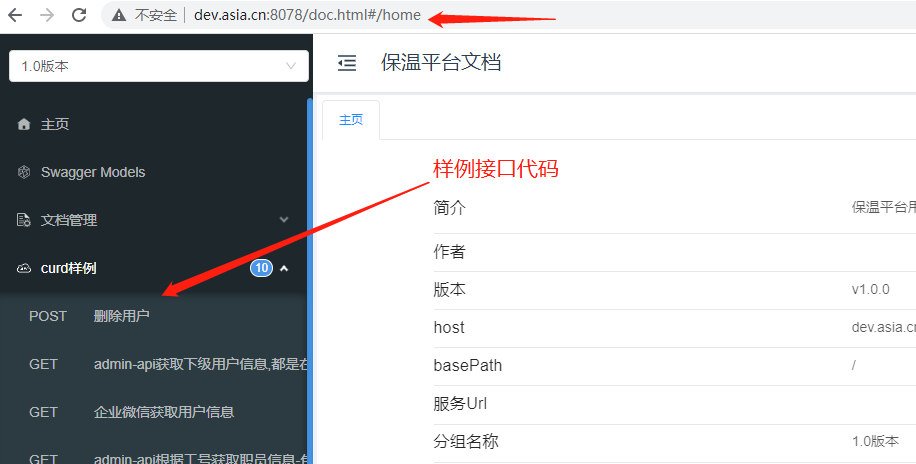 不安全 | dev.asia.cn:8078/doc.html#/home
1.0版本
保温平台文档
主页
主页
Swagger Models
文档管理
curd样例 10
POST 删除用户
GET admin-api获取下级用户信息,都是在
GET 企业微信获取用户信息
GET admin-api根据工号获取职员信息-
样例接口代码
简介 保温平台用
作者
版本 v1.0.0
host dev.asia.cn
basePath /
服务Url
分组名称 1.0版本